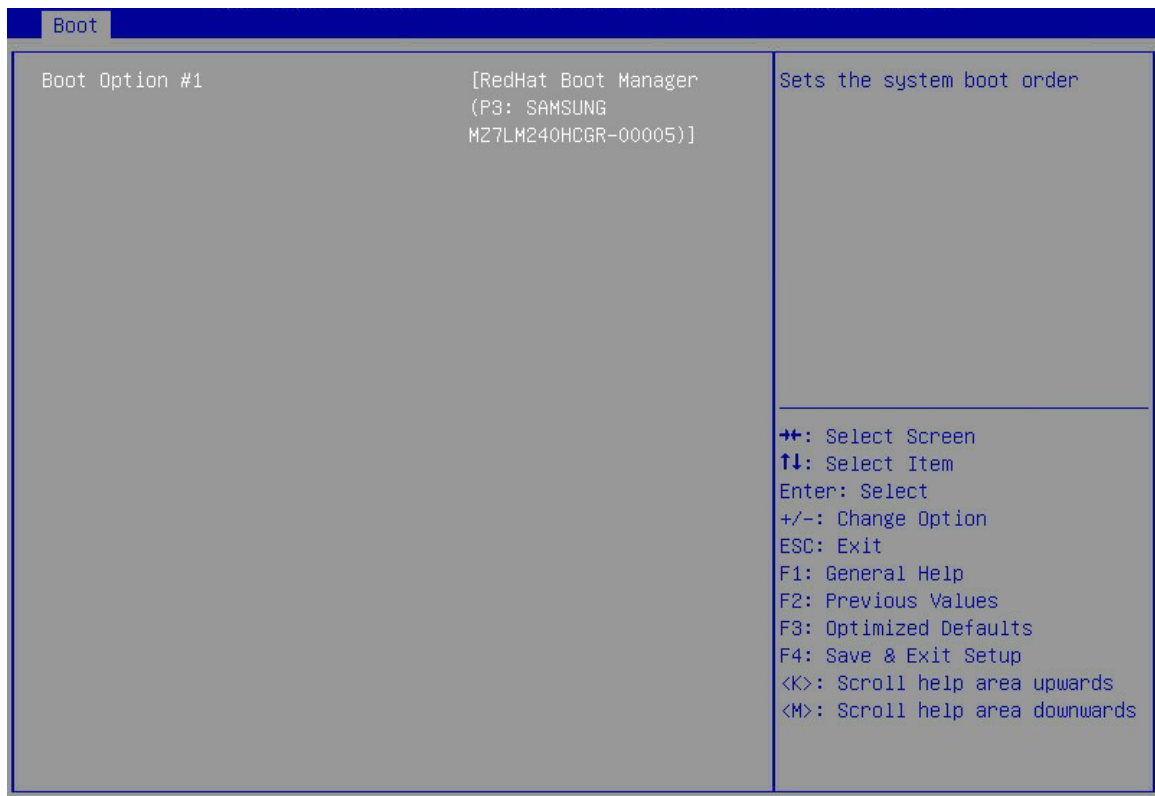 Boot
Boot Option #1
[RedHat Boot Manager
(P3: SAMSUNG
MZ7LM240HCGR-00005)]
Sets the system boot order
→←: Select Screen
↑↓: Select Item
Enter: Select
+/-: Change Option
ESC: Exit
F1: General Help
F2: Previous Values
F3: Optimized Defaults
F4: Save & Exit Setup
<K>: Scroll help area upwards
<M>: Scroll help area downwards